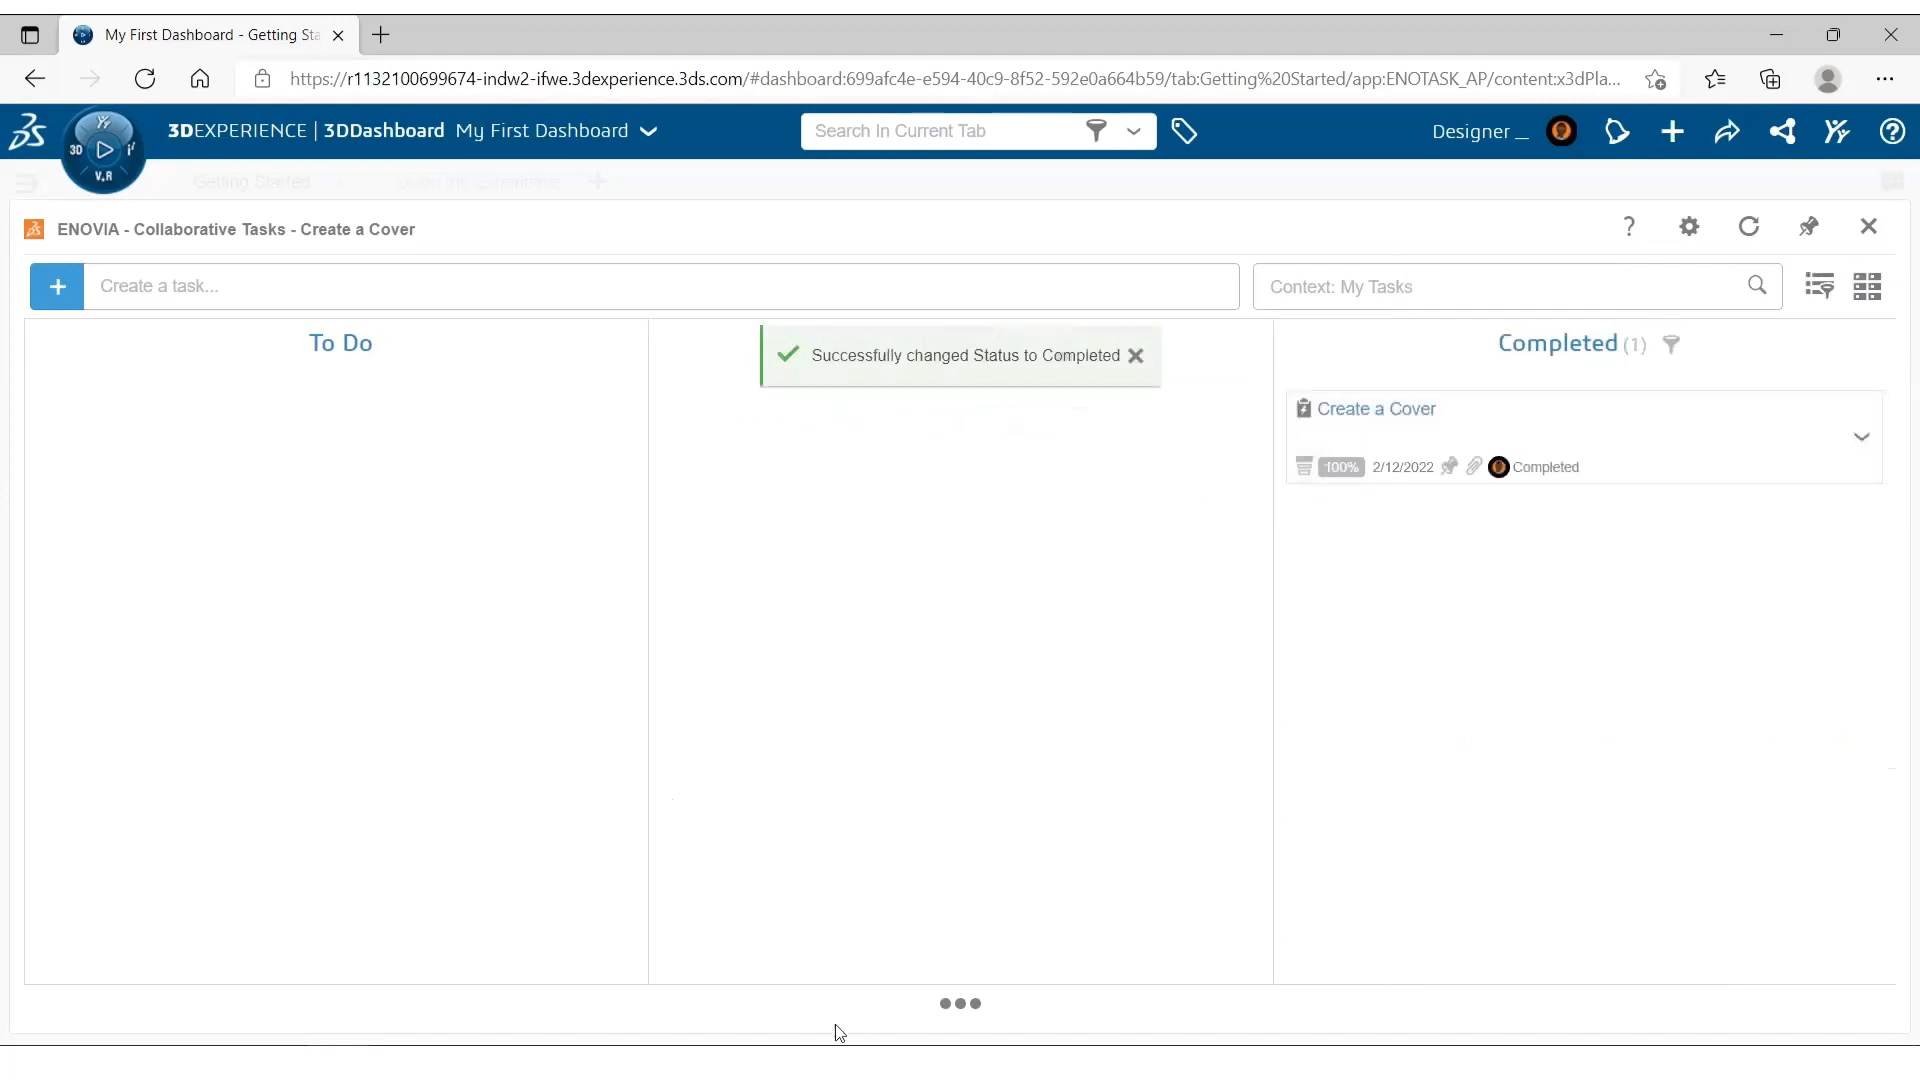 My First Dashboard - Getting Sta
https://r1132100699674-indw2-ifwe.3dexperience.3ds.com/#dashboard:699afc4e-e594-40c9-8f52-592e0a664b59/tab:Getting%20Started/app:ENOTASK_AP/content:x3dPla...
3DEXPERIENCE | 3DDashboard My First Dashboard
Search In Current Tab
Designer _
3D
V.R
Getting Started
ENOVIA - Collaborative Tasks - Create a Cover
Create a task...
Context: My Tasks
To Do
Successfully changed Status to Completed
Completed (1)
Create a Cover
100% 2/12/2022 Completed